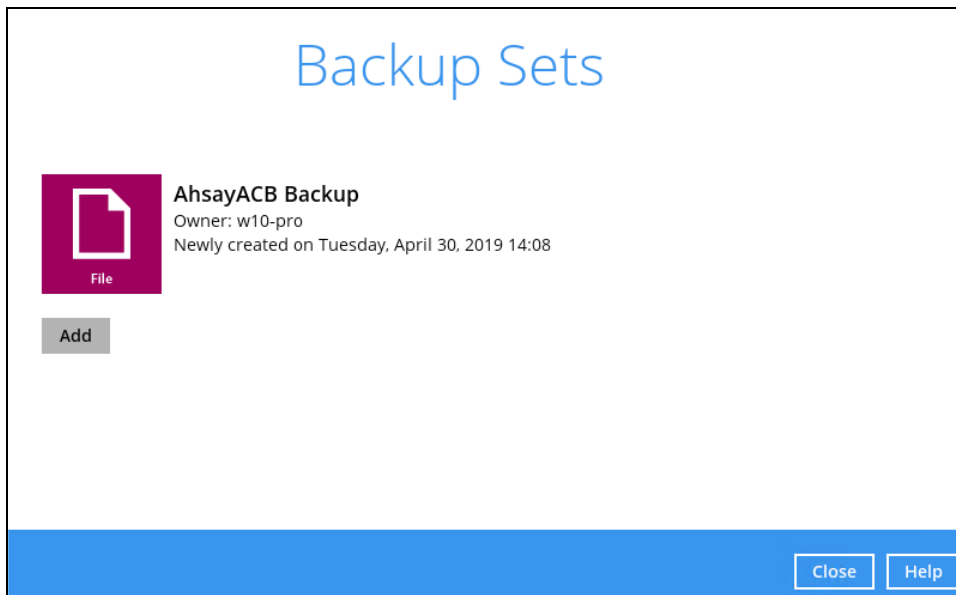 Backup Sets
AhsayACB Backup
Owner: w10-pro
Newly created on Tuesday, April 30, 2019 14:08
File
Add
Close Help